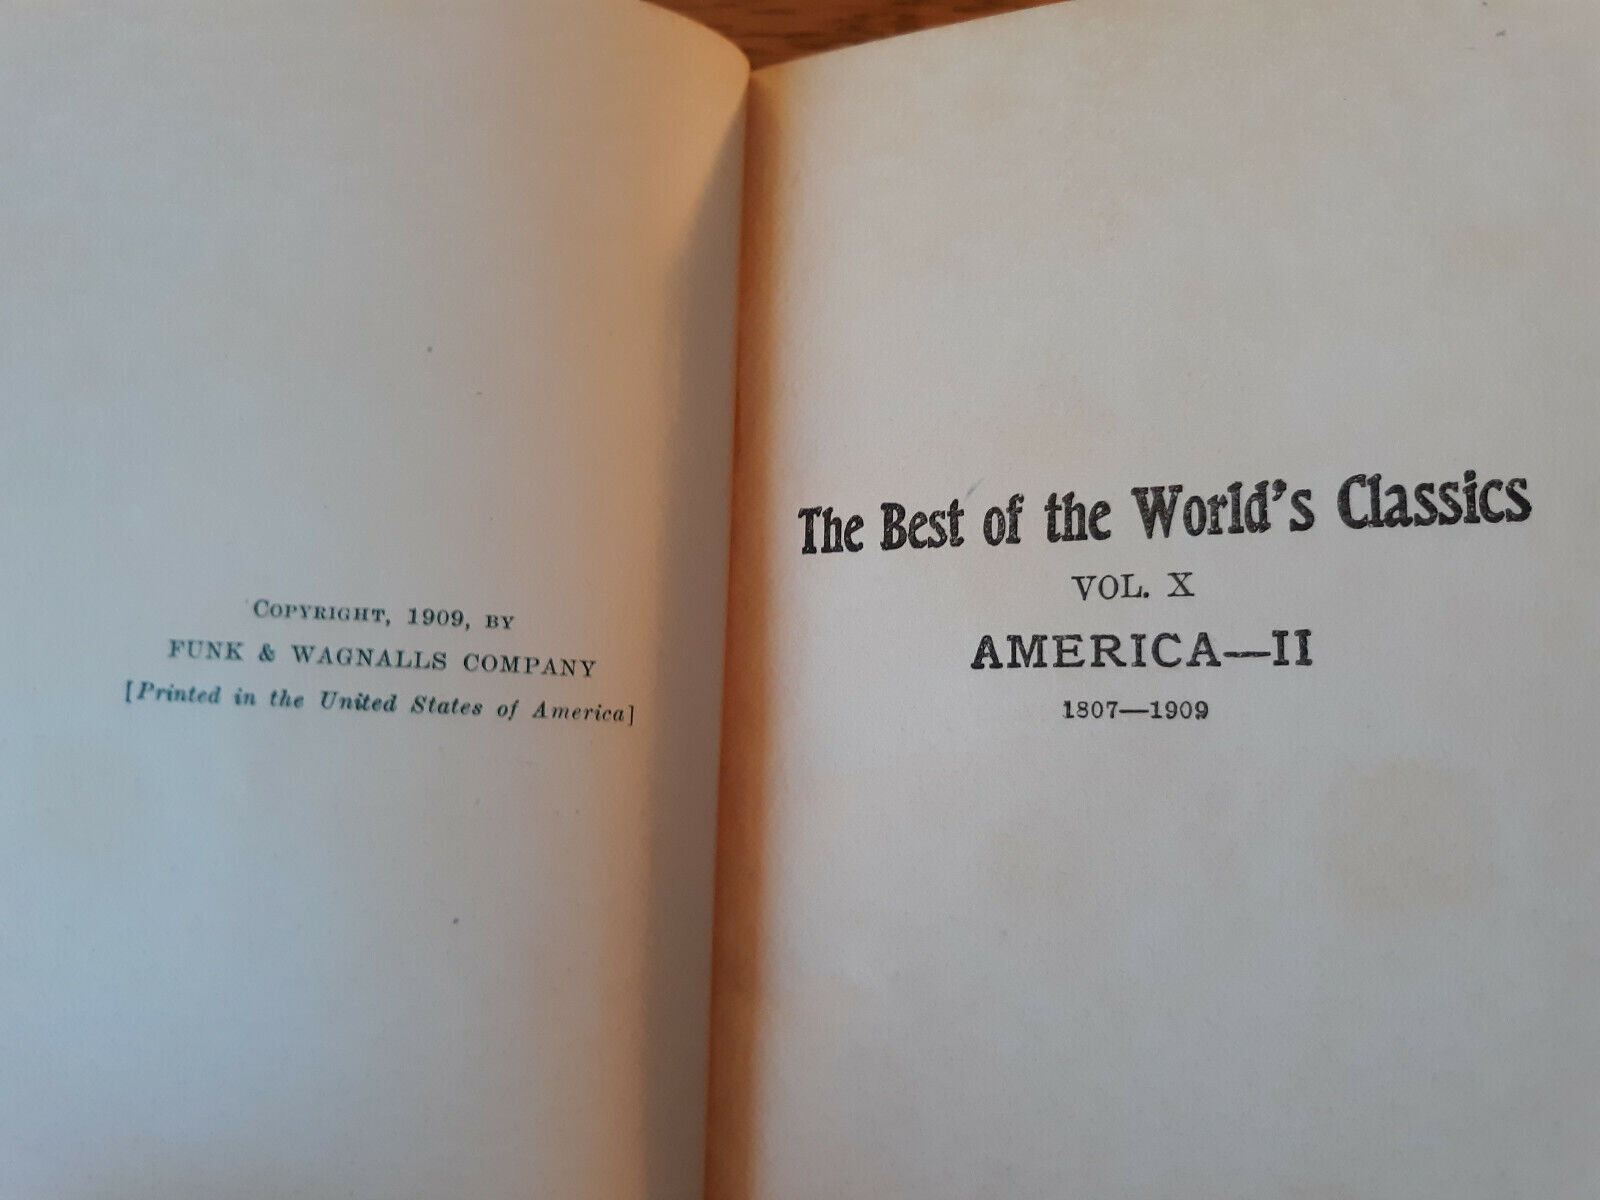 Copyright, 1909, by
FUNK & WAGNALLS COMPANY
[Printed in the United States of America]
The Best of the World's Classics
VOL. X
AMERICA—II
1807—1909